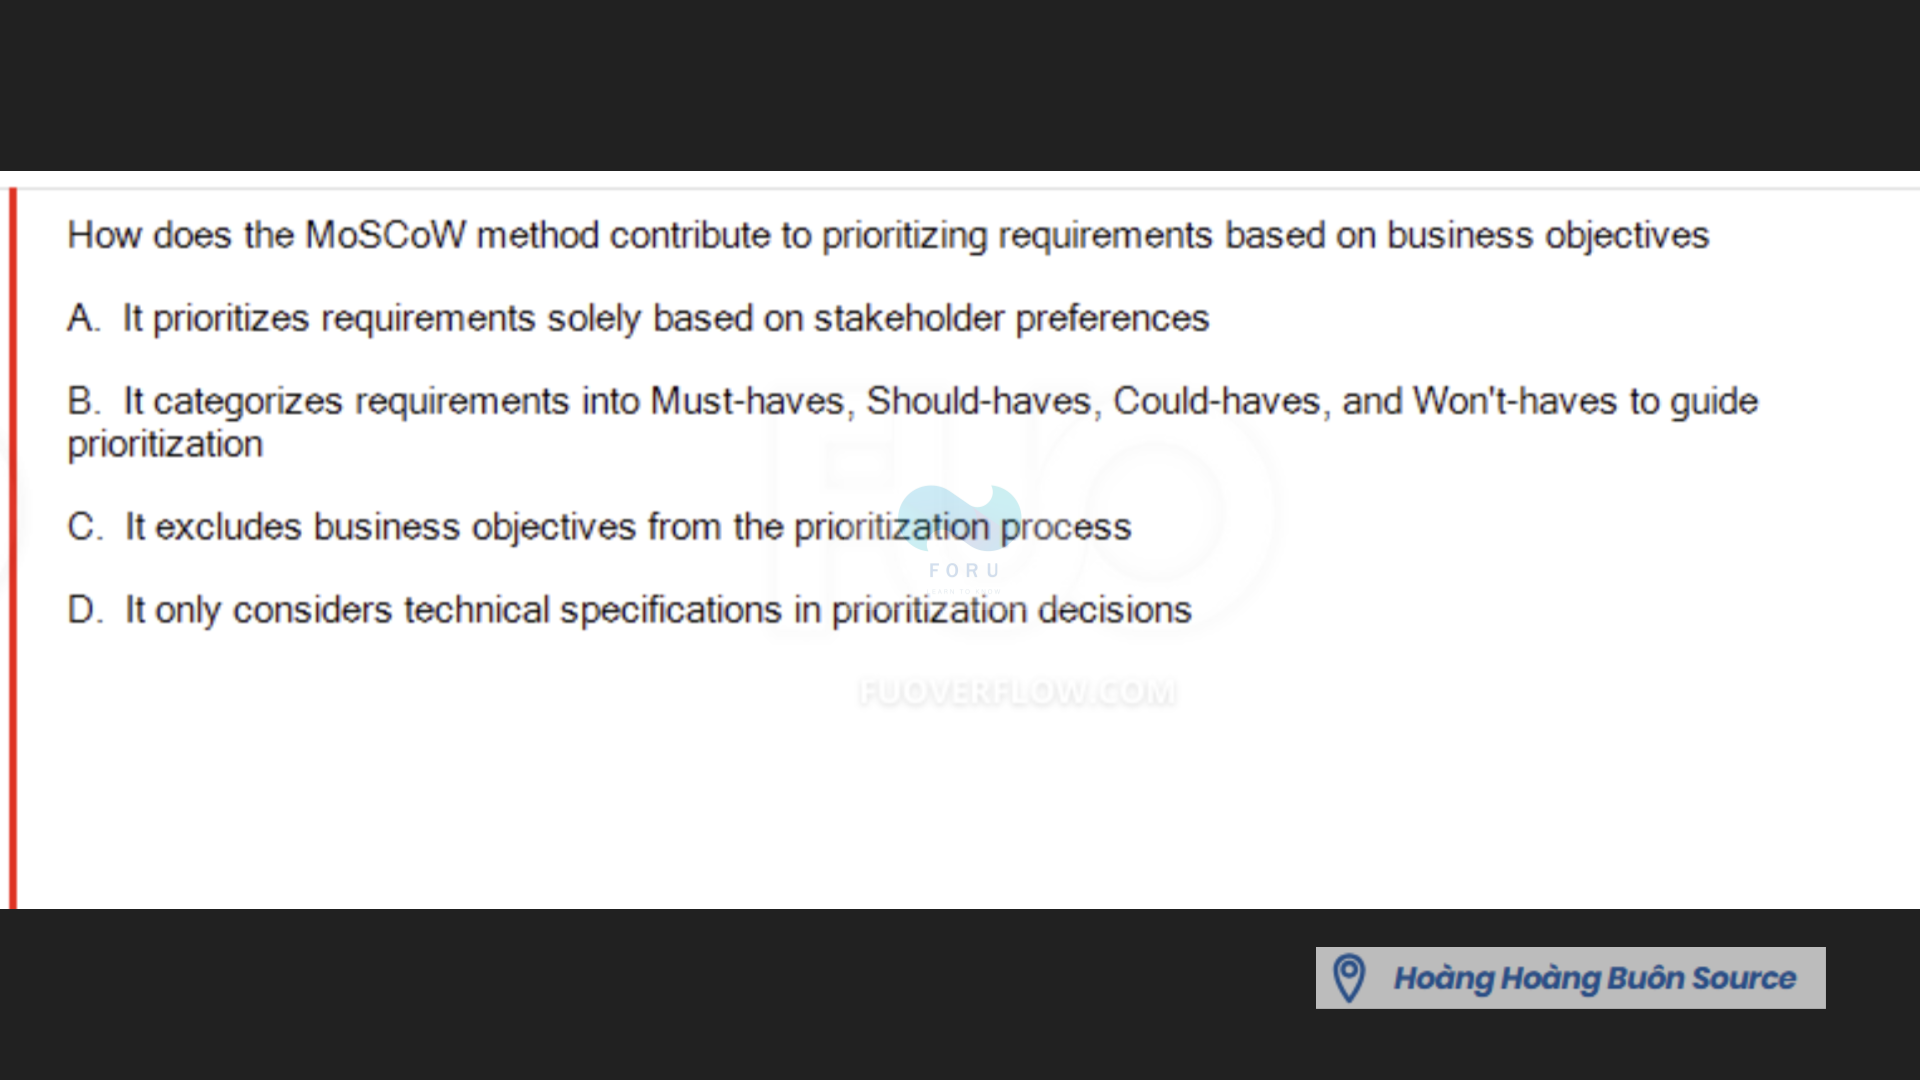 How does the MoSCoW method contribute to prioritizing requirements based on business objectives
A. It prioritizes requirements solely based on stakeholder preferences
B. It categorizes requirements into Must-haves, Should-haves, Could-haves, and Won't-haves to guide
prioritization
C. It excludes business objectives from the prioritization process
D. It only considers technical specifications in prioritization decisions
FUO
FORU
FUOVERFLOW.COM
Hoàng Hoàng Buôn Source